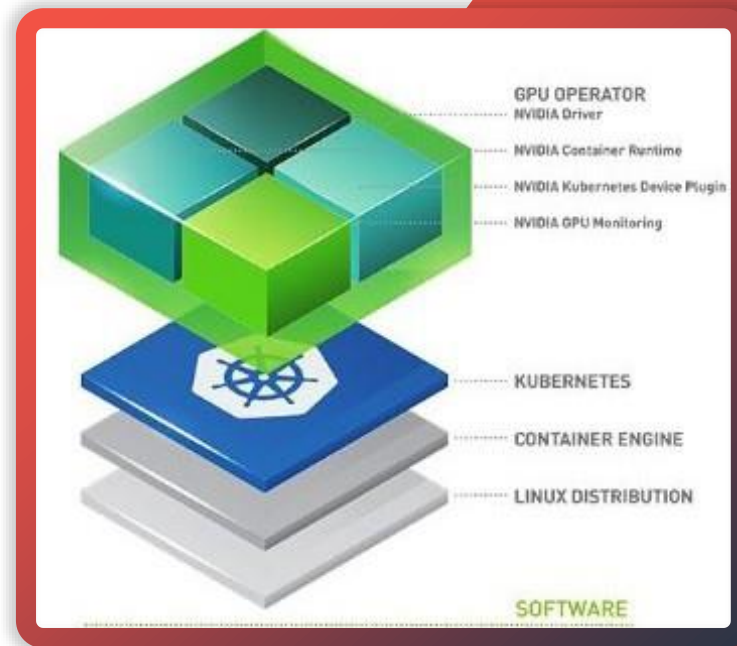 GPU OPERATOR
NVIDIA Driver
NVIDIA Container Runtime
NVIDIA Kubernetes Device Plugin
NVIDIA GPU Monitoring
KUBERNETES
CONTAINER ENGINE
LINUX DISTRIBUTION
SOFTWARE